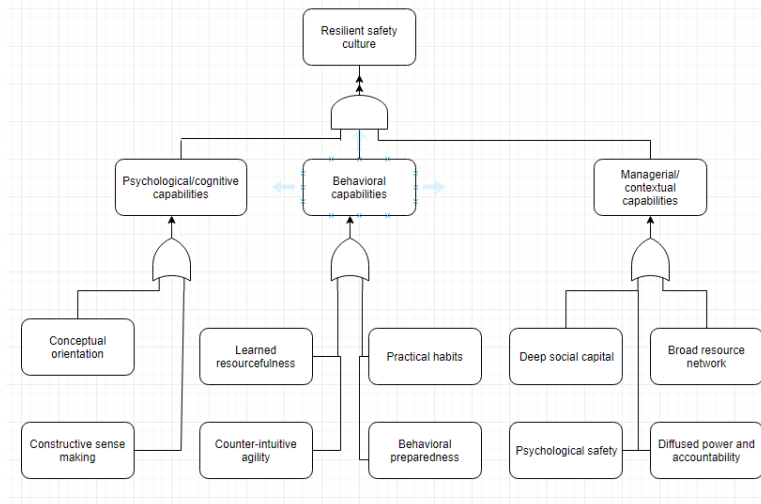 Resilient safety
culture
Psychological/cognitive
capabilities
Behavioral
capabilities
Managerial/
contextual
capabilities
Conceptual
orientation
Learned
resourcefulness
Practical habits
Deep social capital
Broad resource
network
Constructive sense
making
Counter-intuitive
agility
Behavioral
preparedness
Psychological safety
Diffused power and
accountability